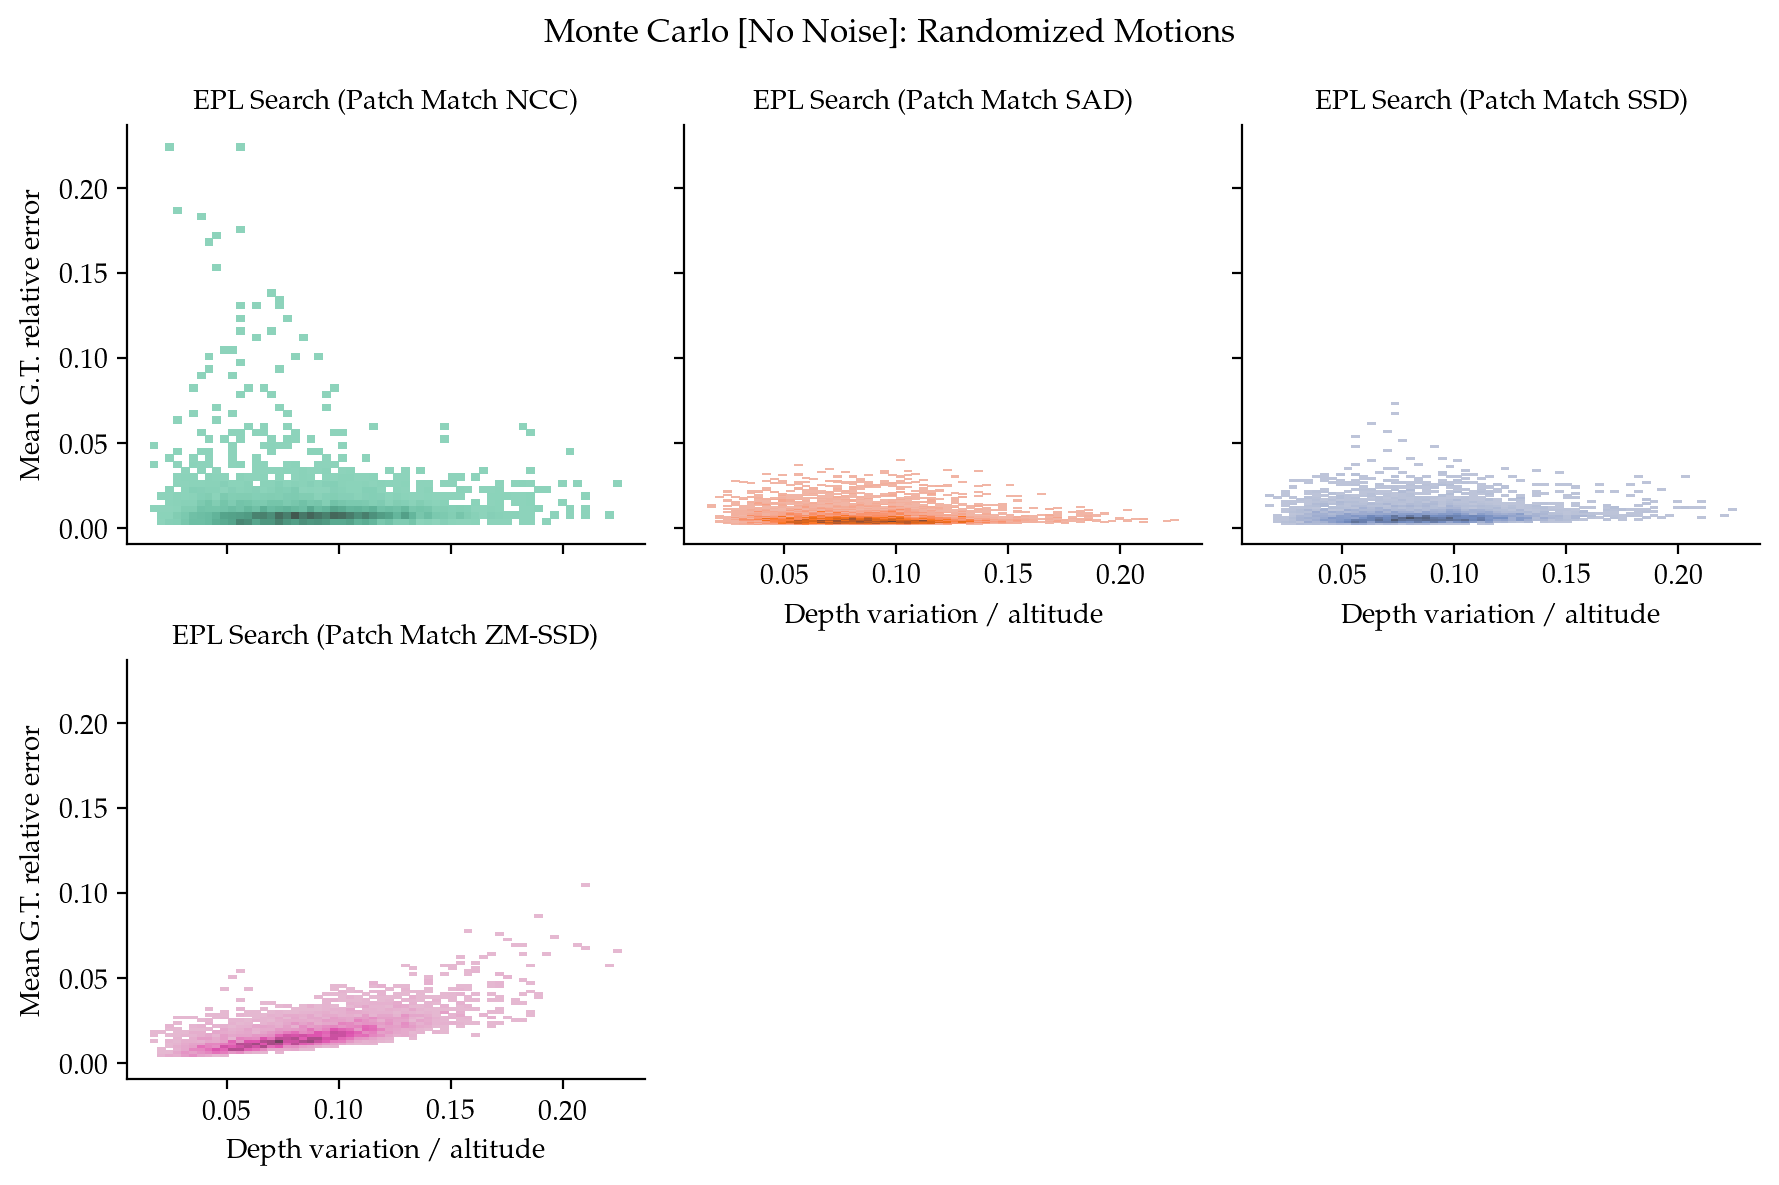 Monte Carlo [No Noise]: Randomized Motions
EPL Search (Patch Match NCC)
Mean G.T. relative error
0.20
0.15
0.10
0.05
0.00
EPL Search (Patch Match SAD)
0.05 0.10 0.15 0.20
Depth variation / altitude
EPL Search (Patch Match SSD)
0.05 0.10 0.15 0.20
Depth variation / altitude
EPL Search (Patch Match ZM-SSD)
Mean G.T. relative error
0.20
0.15
0.10
0.05
0.00
0.05 0.10 0.15 0.20
Depth variation / altitude